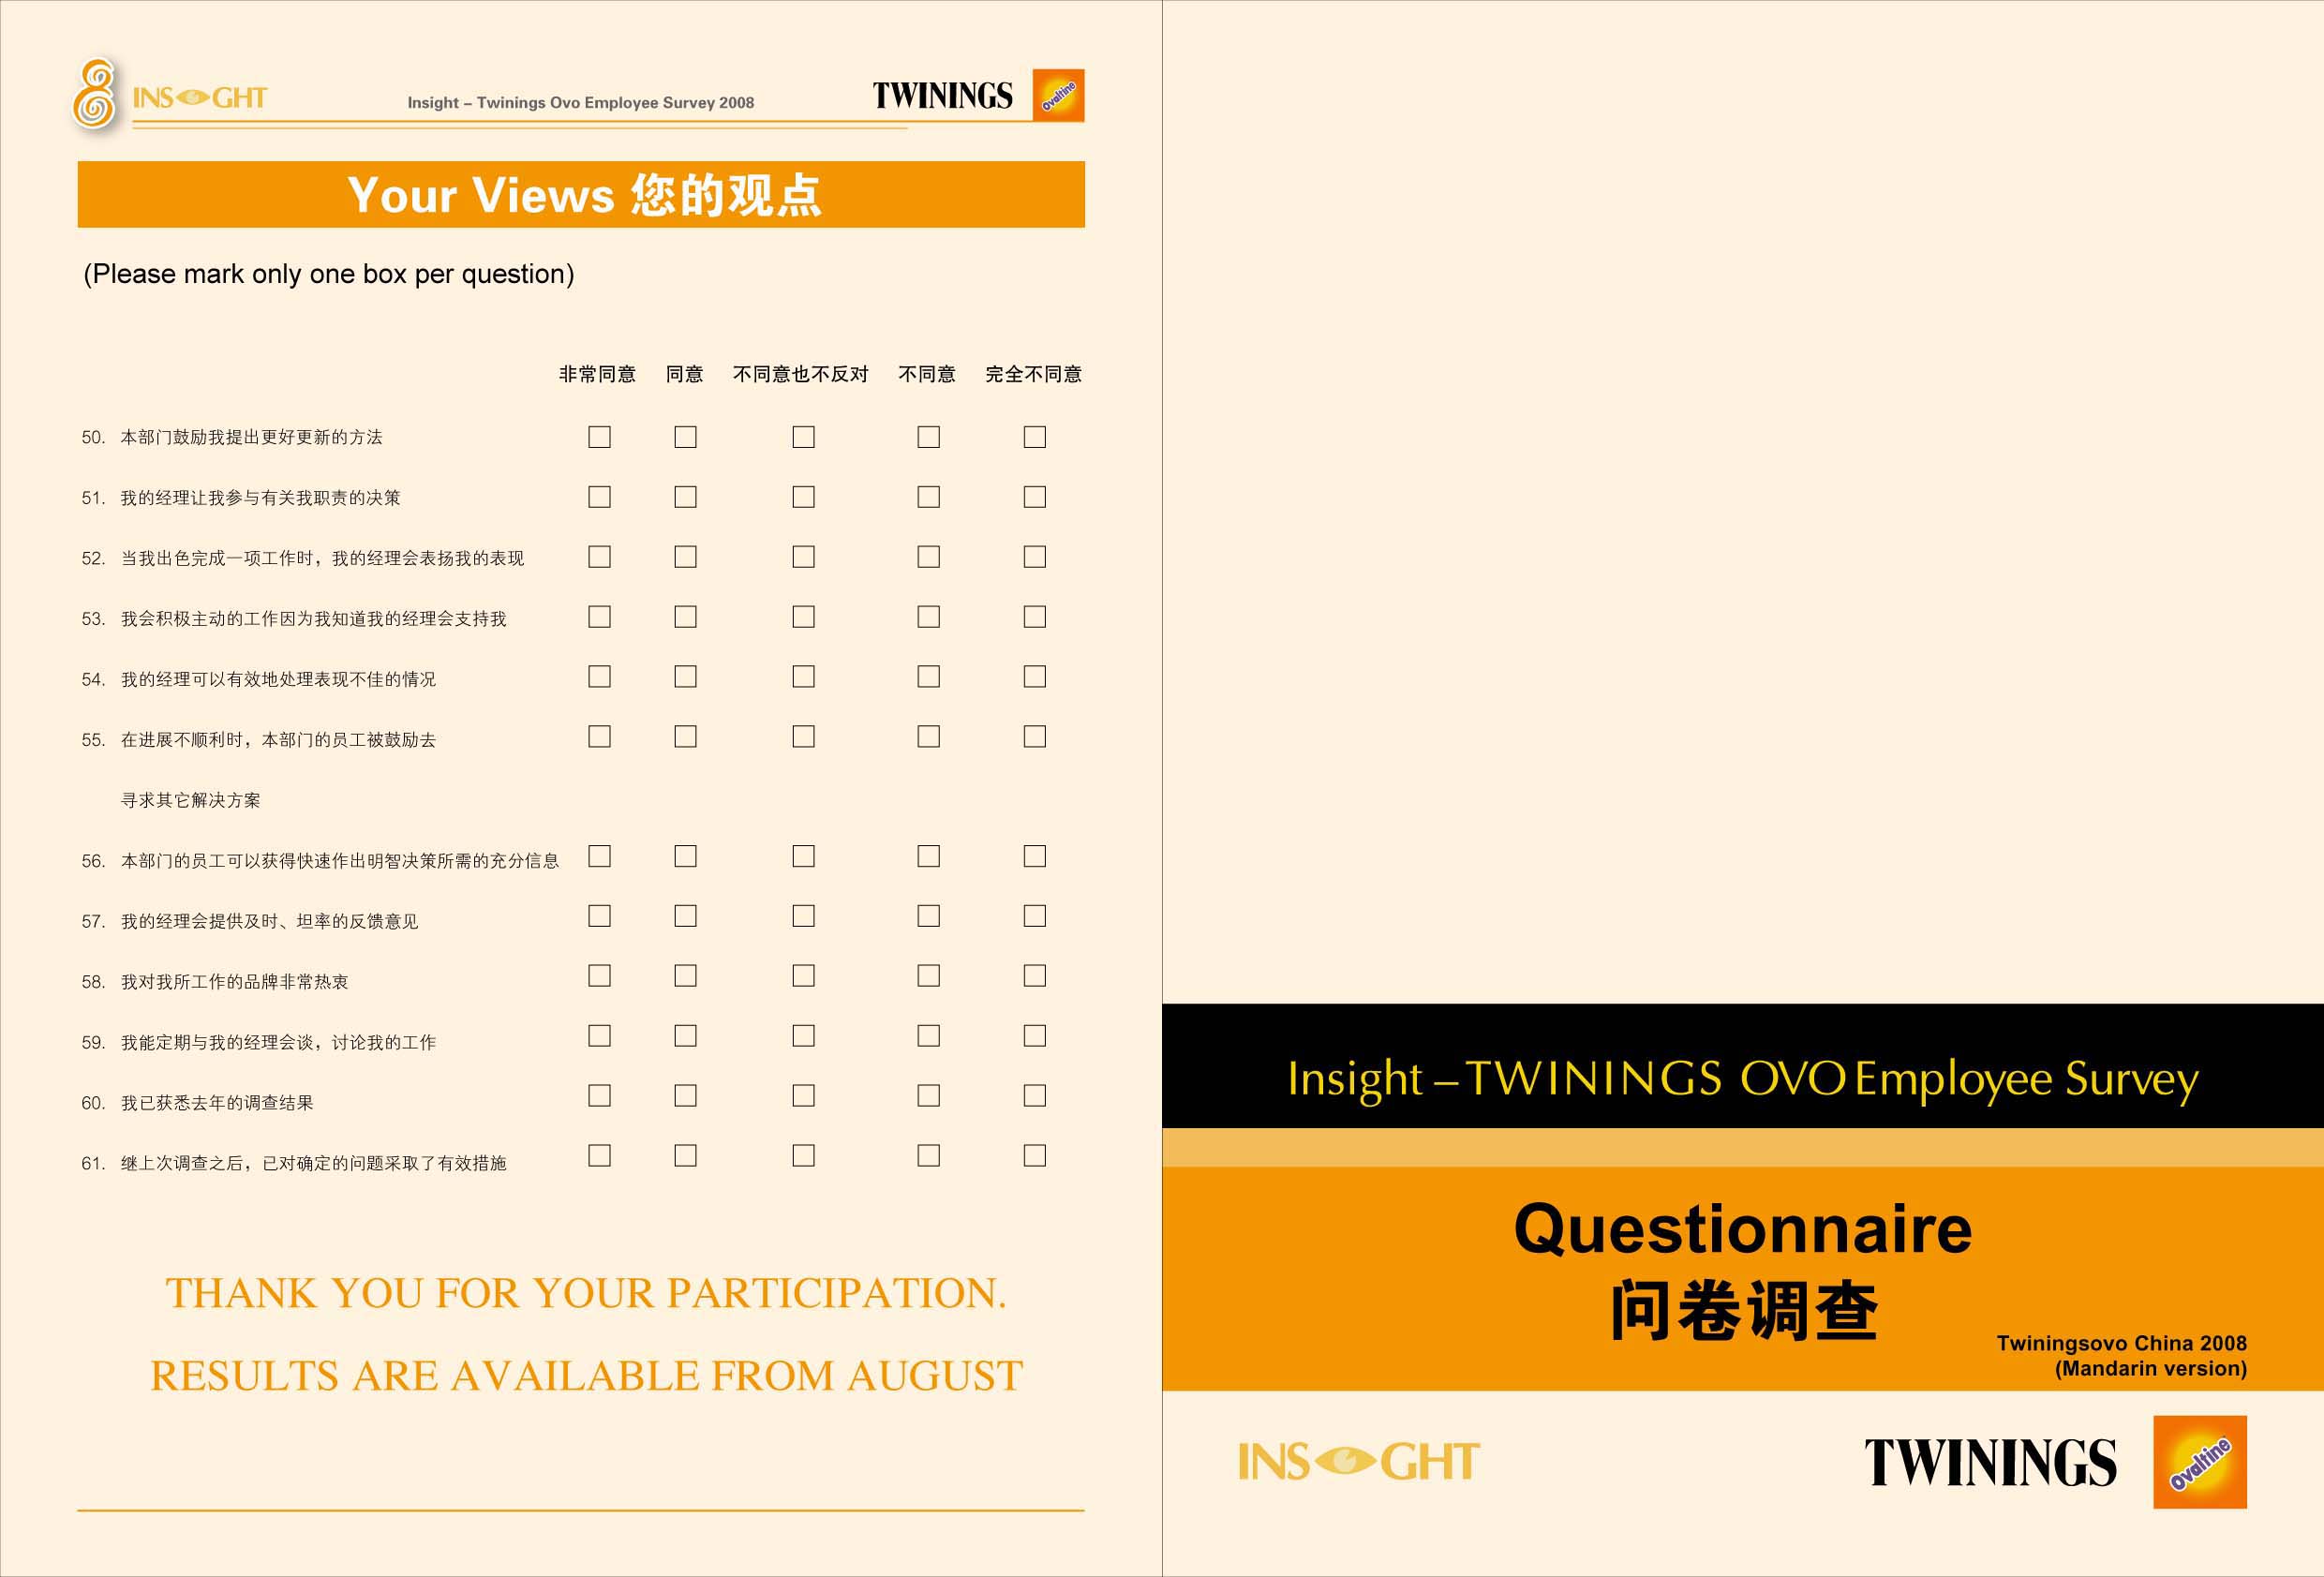 8
INSIGHT
Insight – Twinings Ovo Employee Survey 2008
TWININGS
Ovaltine
Your Views 您的观点
(Please mark only one box per question)
非常同意 同意 不同意也不反对 不同意 完全不同意
50. 本部门鼓励我提出更好更新的方法
51. 我的经理让我参与有关我职责的决策
52. 当我出色完成一项工作时，我的经理会表扬我的表现
53. 我会积极主动的工作因为我知道我的经理会支持我
54. 我的经理可以有效地处理表现不佳的情况
55. 在进展不顺利时，本部门的员工被鼓励去
寻求其它解决方案
56. 本部门的员工可以获得快速作出明智决策所需的充分信息
57. 我的经理会提供及时、坦率的反馈意见
58. 我对我所工作的品牌非常热衷
59. 我能定期与我的经理会谈，讨论我的工作
60. 我已获悉去年的调查结果
61. 继上次调查之后，已对确定的问题采取了有效措施
THANK YOU FOR YOUR PARTICIPATION.
RESULTS ARE AVAILABLE FROM AUGUST
Insight – TWININGS OVO Employee Survey
Questionnaire
问卷调查
Twiningsovo China 2008
(Mandarin version)
INSIGHT
TWININGS
Ovaltine